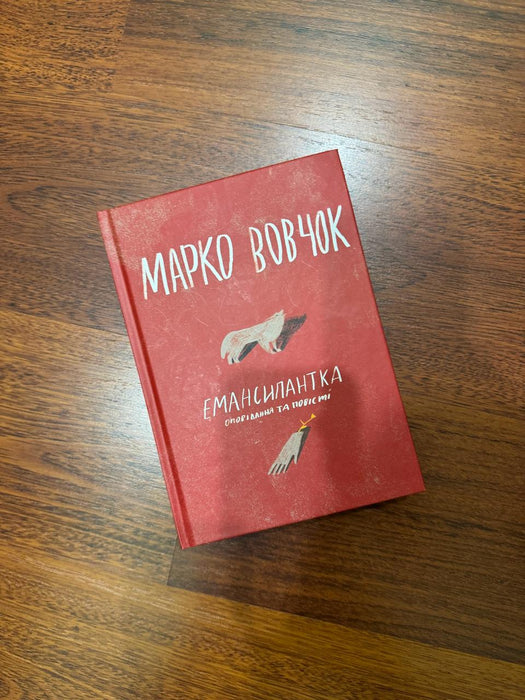 МАРКО ВОВЧОК
ЕМАНСИПАНТКА
ОПОВІДАННЯ ТА ПОВІСТІ